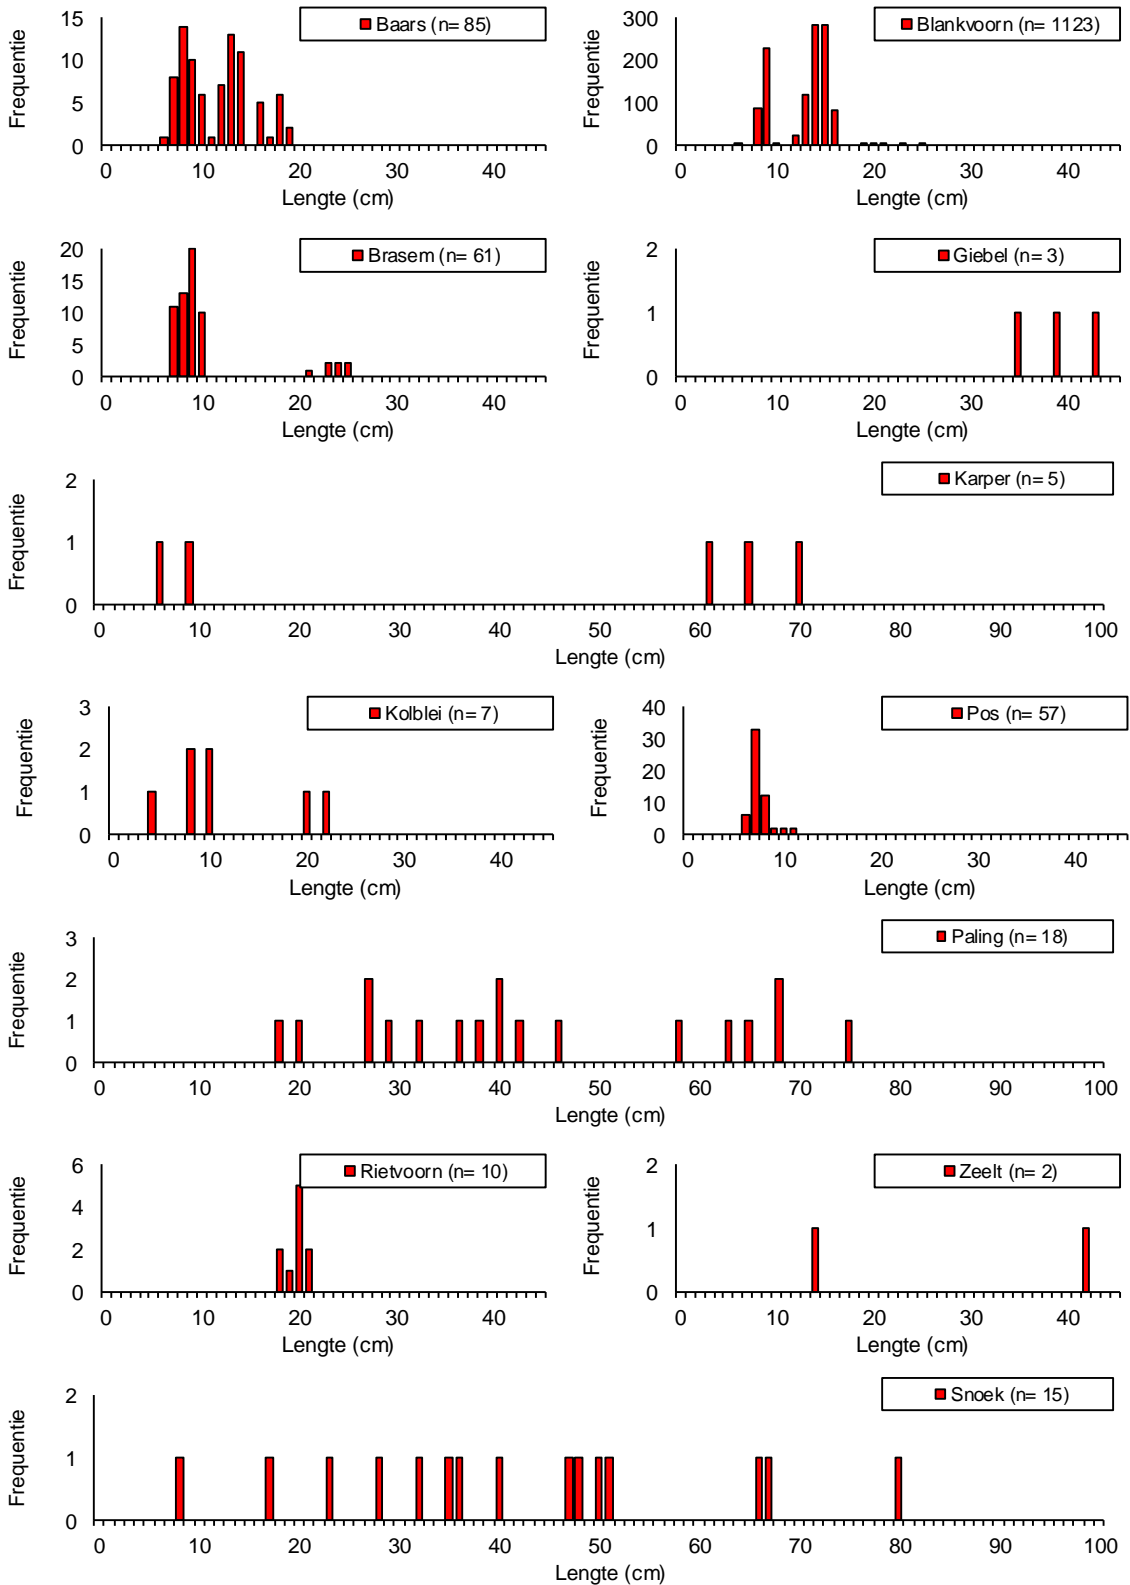 Baars (n= 85)
Frequentie
15
10
5
0
0 10 20 30 40
Lengte (cm)
Blankvoorn (n= 1123)
Frequentie
300
200
100
0
0 10 20 30 40
Lengte (cm)
Brasem (n= 61)
Frequentie
20
15
10
5
0
0 10 20 30 40
Lengte (cm)
Giebel (n= 3)
Frequentie
2
1
0
0 10 20 30 40
Lengte (cm)
Karper (n= 5)
Frequentie
2
1
0
0 10 20 30 40 50 60 70 80 90 100
Lengte (cm)
Kolblei (n= 7)
Frequentie
3
2
1
0
0 10 20 30 40
Lengte (cm)
Pos (n= 57)
Frequentie
40
30
20
10
0
0 10 20 30 40
Lengte (cm)
Paling (n= 18)
Frequentie
3
2
1
0
0 10 20 30 40 50 60 70 80 90 100
Lengte (cm)
Rietvoorn (n= 10)
Frequentie
6
4
2
0
0 10 20 30 40
Lengte (cm)
Zeelt (n= 2)
Frequentie
2
1
0
0 10 20 30 40
Lengte (cm)
Snoek (n= 15)
Frequentie
2
1
0
0 10 20 30 40 50 60 70 80 90 100
Lengte (cm)